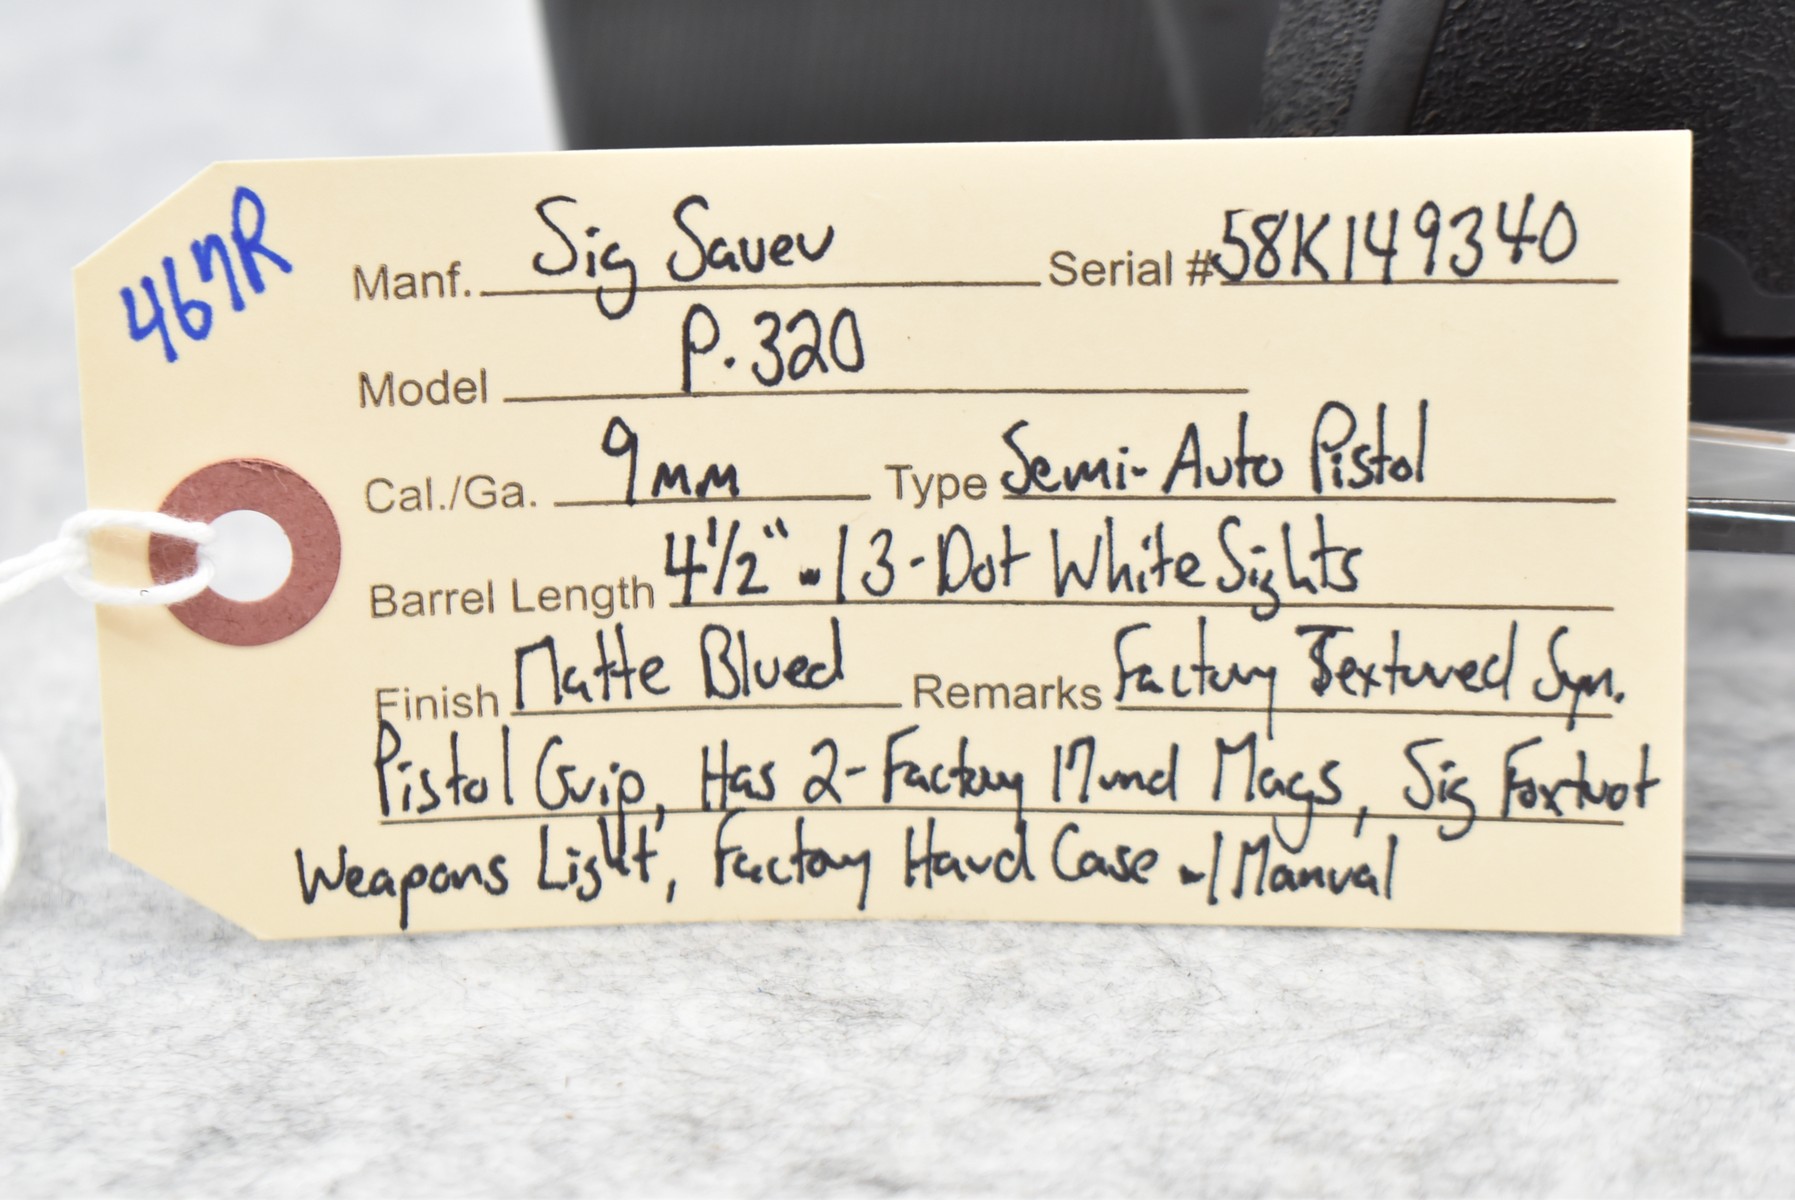 467R
Manf. Sig Sauer Serial # 58K149340
Model P.320
Cal./Ga. 9mm Type Semi-Auto Pistol
Barrel Length 4 1/2" w/ 3-Dot White Sights
Finish Matte Blued Remarks Factory Textured Syn.
Pistol Grip, Has 2-Factory 17rnd Mags, Sig Foxtrot
Weapons Light, Factory Hard Case w/ Manual